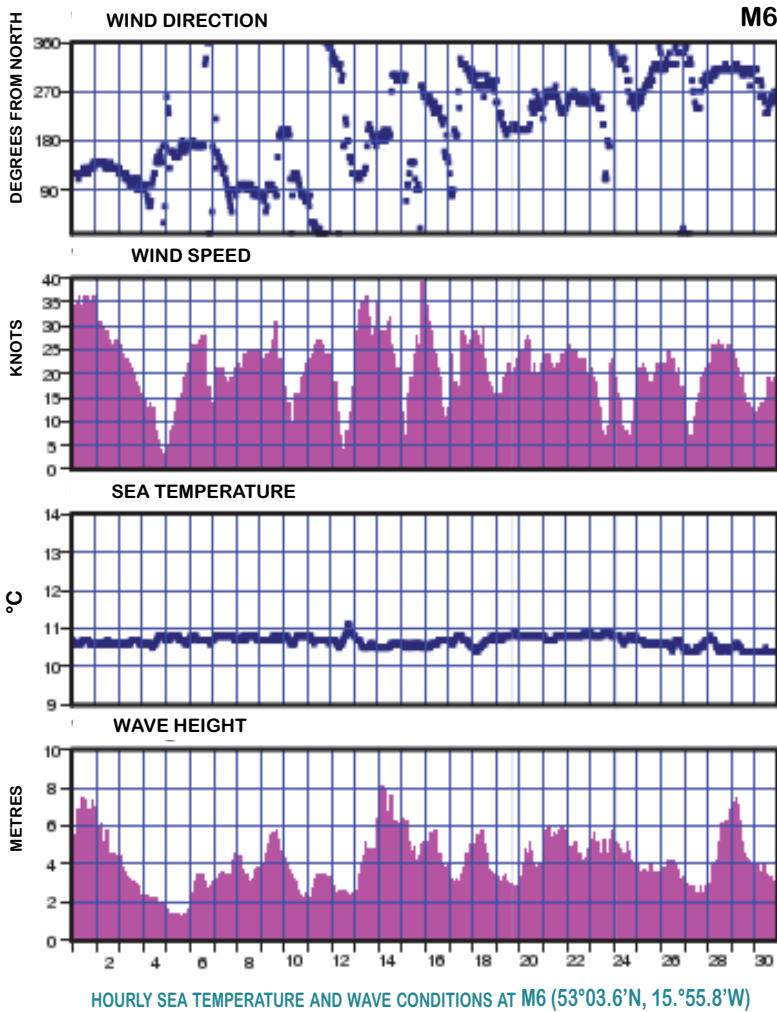 WIND DIRECTION
M6
DEGREES FROM NORTH
360
270
180
90
WIND SPEED
KNOTS
40
35
30
25
20
15
10
5
0
SEA TEMPERATURE
°C
14
13
12
11
10
9
WAVE HEIGHT
METRES
10
8
6
4
2
0
2 4 6 8 10 12 14 16 18 20 22 24 26 28 30
HOURLY SEA TEMPERATURE AND WAVE CONDITIONS AT M6 (53°03.6'N, 15.°55.8'W)